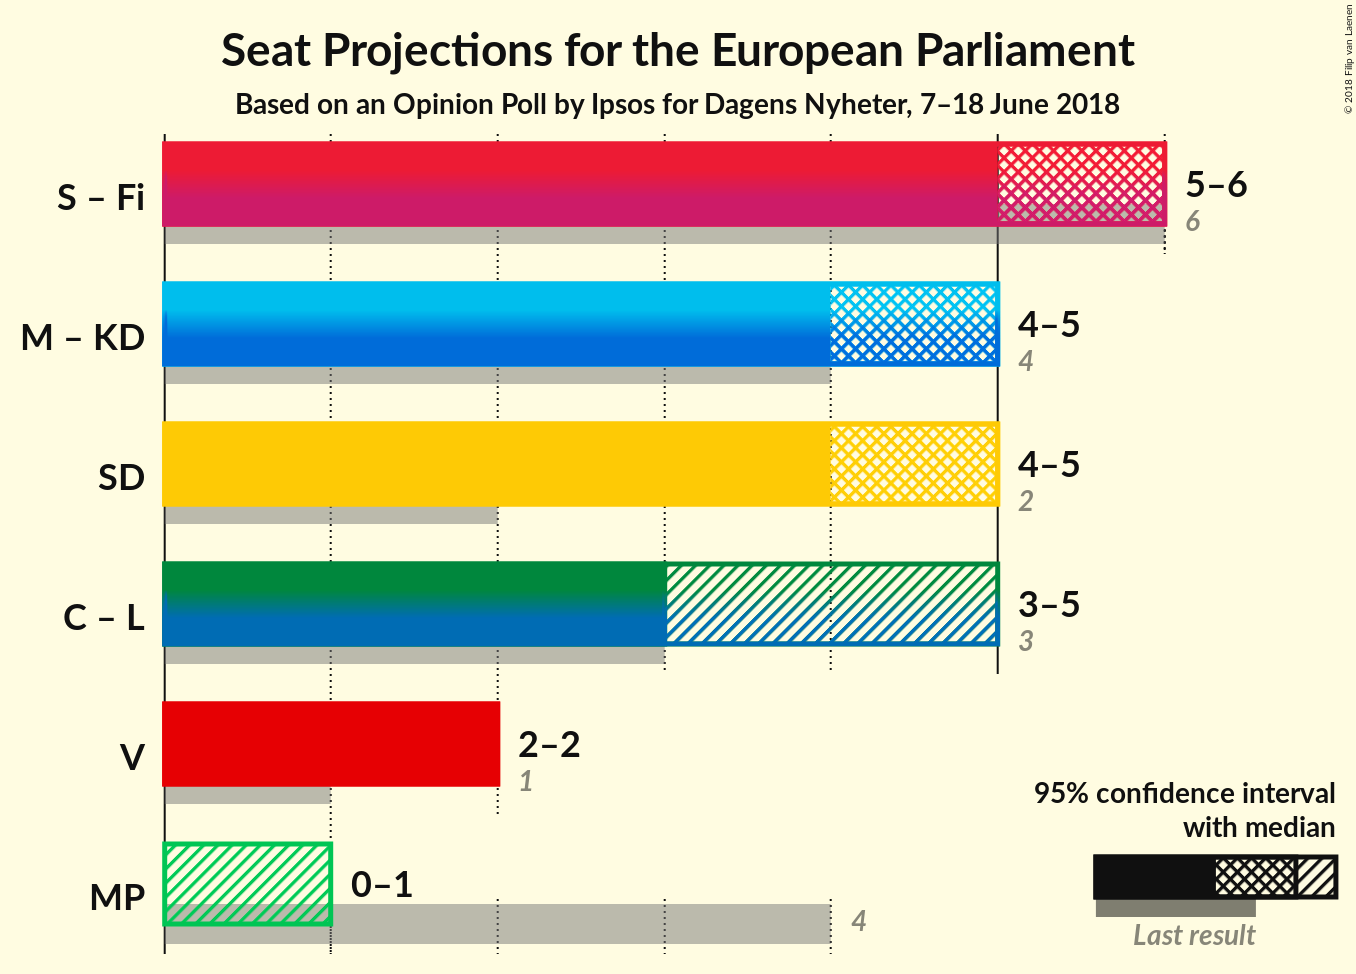 Seat Projections for the European Parliament
Based on an Opinion Poll by Ipsos for Dagens Nyheter, 7–18 June 2018
© 2018 Filip van Laenen
S – Fi
5–6
6
M – KD
4–5
4
SD
4–5
2
C – L
3–5
3
V
2–2
1
MP
0–1
4
95% confidence interval
with median
Last result